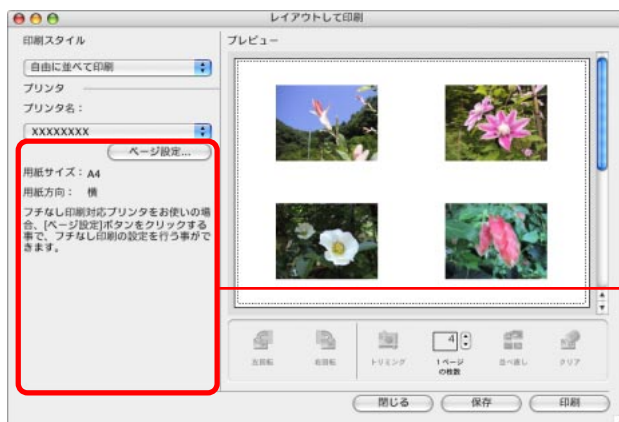 レイアウトして印刷
印刷スタイル
自由に並べて印刷
プリンタ
プリンタ名：
XXXXXXXX
ページ設定...
用紙サイズ：A4
用紙方向： 横
フチなし印刷対応プリンタをお使いの場
合、[ページ設定]ボタンをクリックする
事で、フチなし印刷の設定を行う事がで
きます。
プレビュー
4
左回転
右回転
トリミング
1ページ
の枚数
並べ直し
クリア
閉じる
保存
印刷